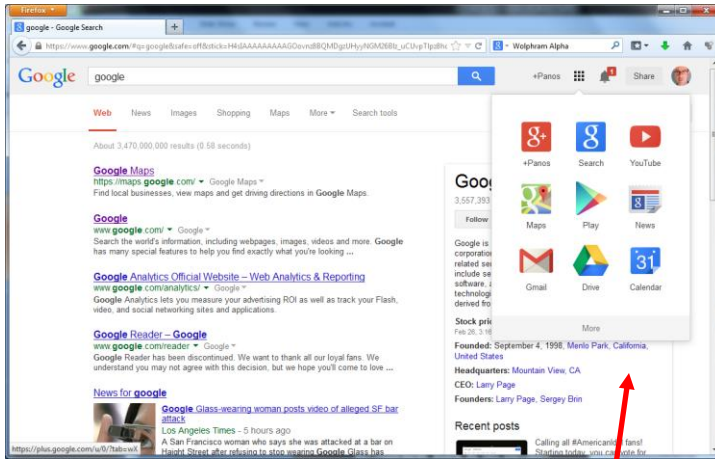 Firefox
google - Google Search
https://www.google.com/#q=google&safe=off&stick=
Wolphram Alpha
Google
google
+Panos
1
Share
Web News Images Shopping Maps More Search tools
About 3,470,000,000 results (0.58 seconds)
Google Maps
https://maps.google.com/ Google Maps
Find local businesses, view maps and get driving directions in Google Maps.
Google
www.google.com/ Google
Search the world's information, including webpages, images, videos and more. Google
has many special features to help you find exactly what you're looking ...
Google Analytics Official Website – Web Analytics & Reporting
www.google.com/analytics/ Google
Google Analytics lets you measure your advertising ROI as well as track your Flash,
video, and social networking sites and applications.
Google Reader – Google
www.google.com/reader Google
Google Reader has been discontinued. We want to thank all our loyal fans. We
understand you may not agree with this decision, but we hope you'll come to love ...
News for google
Google Glass-wearing woman posts video of alleged SF bar
attack
Los Angeles Times - 5 hours ago
A San Francisco woman who says she was attacked at a bar on
Haight Street after refusing to stop wearing Google Glass has
https://plus.google.com/u/0/?tab=wX
+Panos Search YouTube
Maps Play News
Gmail Drive Calendar
31
More
Goo
3,557,393
Follow
Google is
corporation
related se
include se
software, a
technologi
derived fro
Stock pri
Feb 26, 3:16
Founded: September 4, 1998, Menlo Park, California,
United States
Headquarters: Mountain View, CA
CEO: Larry Page
Founders: Larry Page, Sergey Brin
Recent posts
Calling all #AmericanIdol fans!
Starting today, you can vote for